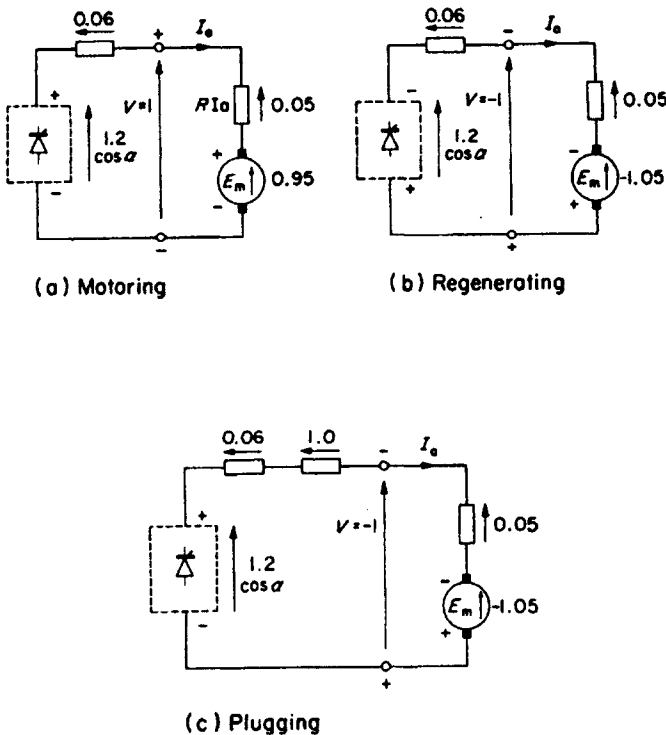 0.06
+
Ia
+
1.2
cos α
-
V=1
RIa
0.05
+
Em
0.95
-
-
(a) Motoring
0.06
-
Ia
-
1.2
cos α
+
V=-1
0.05
-
Em
-1.05
+
+
(b) Regenerating
0.06
1.0
-
Ia
+
1.2
cos α
-
V=-1
0.05
-
Em
-1.05
+
+
(c) Plugging